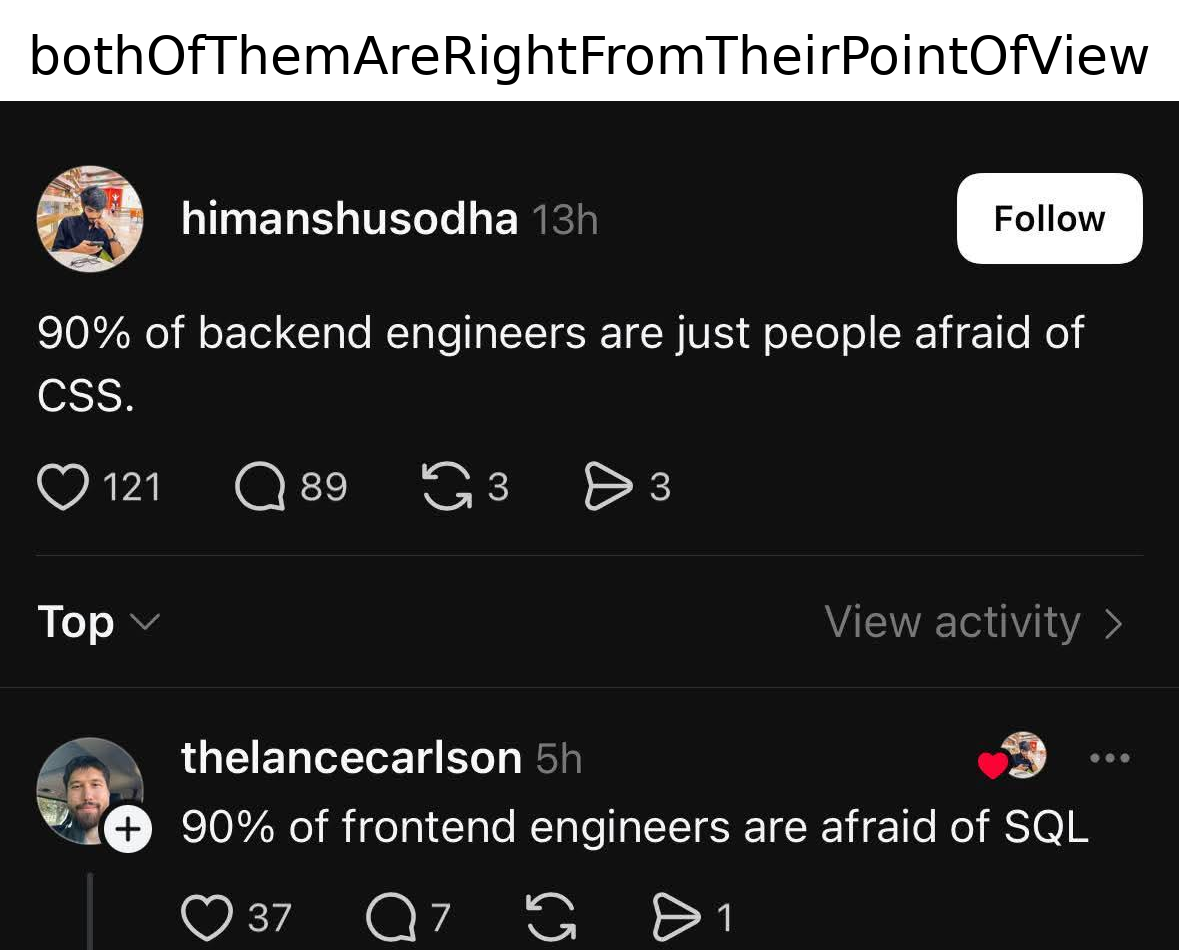 bothOfThemAreRightFromTheirPointOfView
himanshusodha 13h
Follow
90% of backend engineers are just people afraid of
CSS.
121 89 3 3
Top
View activity
thelancecarlson 5h
90% of frontend engineers are afraid of SQL
37 7 1